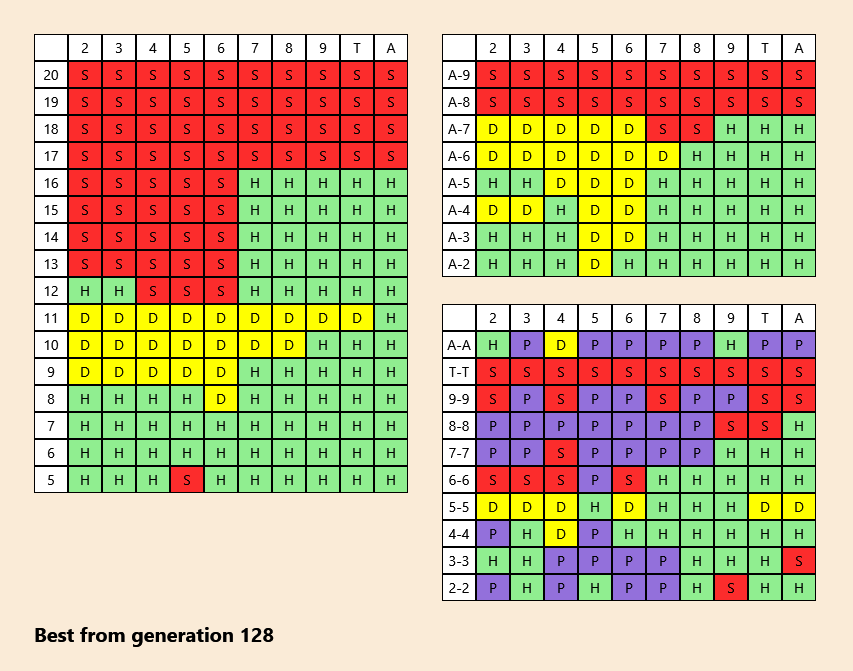 2 3 4 5 6 7 8 9 T A
20 S S S S S S S S S S
19 S S S S S S S S S S
18 S S S S S S S S S S
17 S S S S S S S S S S
16 S S S S S H H H H H
15 S S S S S H H H H H
14 S S S S S H H H H H
13 S S S S S H H H H H
12 H H S S S H H H H H
11 D D D D D D D D D H
10 D D D D D D D H H H
9 D D D D D H H H H H
8 H H H H D H H H H H
7 H H H H H H H H H H
6 H H H H H H H H H H
5 H H H S H H H H H H
2 3 4 5 6 7 8 9 T A
A-9 S S S S S S S S S S
A-8 S S S S S S S S S S
A-7 D D D D D S S H H H
A-6 D D D D D D H H H H
A-5 H H D D D H H H H H
A-4 D D H D D H H H H H
A-3 H H H D D H H H H H
A-2 H H H D H H H H H H
2 3 4 5 6 7 8 9 T A
A-A H P D P P P P H P P
T-T S S S S S S S S S S
9-9 S P S P P S P P S S
8-8 P P P P P P P S S H
7-7 P P S P P P P H H H
6-6 S S S P S H H H H H
5-5 D D D H D H H H D D
4-4 P H D P H H H H H H
3-3 H H P P P P H H H S
2-2 P H P H P P H S H H
Best from generation 128